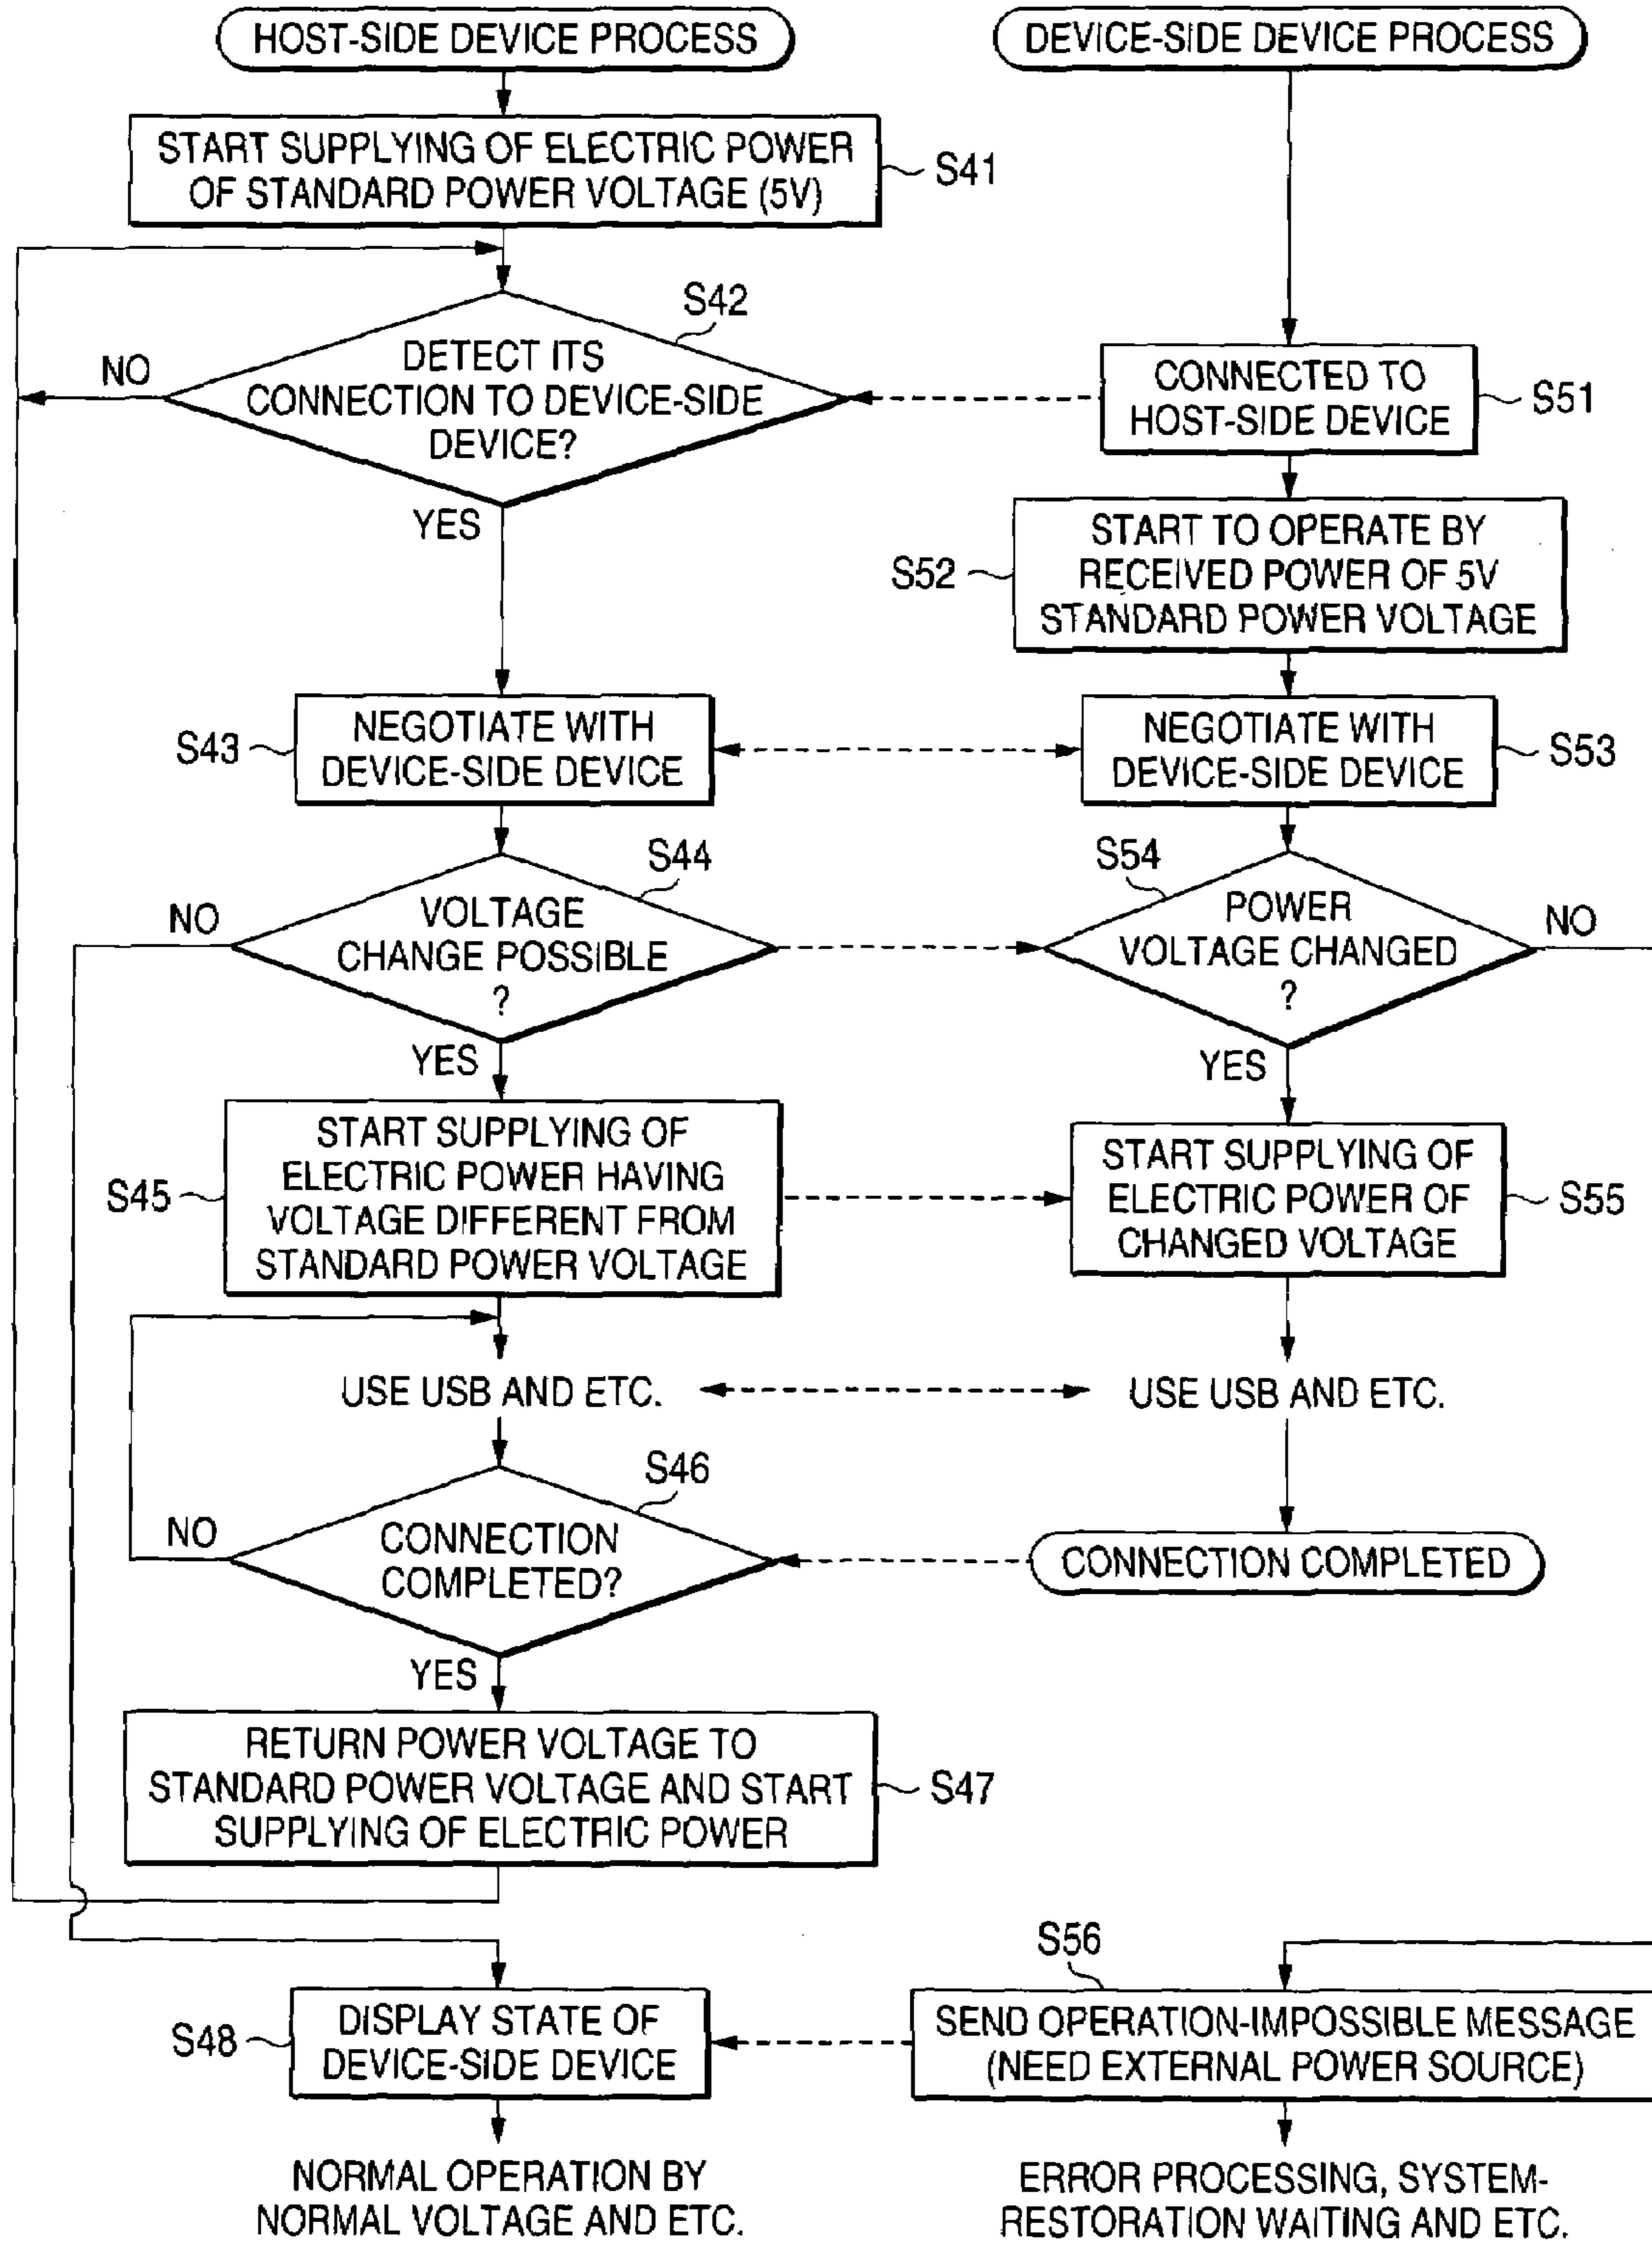 HOST-SIDE DEVICE PROCESS
DEVICE-SIDE DEVICE PROCESS
START SUPPLYING OF ELECTRIC POWER
OF STANDARD POWER VOLTAGE (5V)
S41
S42
DETECT ITS
CONNECTION TO DEVICE-SIDE
DEVICE?
NO
YES
CONNECTED TO
HOST-SIDE DEVICE
S51
START TO OPERATE BY
RECEIVED POWER OF 5V
STANDARD POWER VOLTAGE
S52
S43
NEGOTIATE WITH
DEVICE-SIDE DEVICE
NEGOTIATE WITH
DEVICE-SIDE DEVICE
S53
S44
NO
VOLTAGE
CHANGE POSSIBLE
?
YES
S54
POWER
VOLTAGE CHANGED
?
NO
YES
S45
START SUPPLYING OF
ELECTRIC POWER HAVING
VOLTAGE DIFFERENT FROM
STANDARD POWER VOLTAGE
START SUPPLYING OF
ELECTRIC POWER OF
CHANGED VOLTAGE
S55
USE USB AND ETC.
USE USB AND ETC.
S46
NO
CONNECTION
COMPLETED?
YES
CONNECTION COMPLETED
RETURN POWER VOLTAGE TO
STANDARD POWER VOLTAGE AND START
SUPPLYING OF ELECTRIC POWER
S47
S48
DISPLAY STATE OF
DEVICE-SIDE DEVICE
S56
SEND OPERATION-IMPOSSIBLE MESSAGE
(NEED EXTERNAL POWER SOURCE)
NORMAL OPERATION BY
NORMAL VOLTAGE AND ETC.
ERROR PROCESSING, SYSTEM-
RESTORATION WAITING AND ETC.